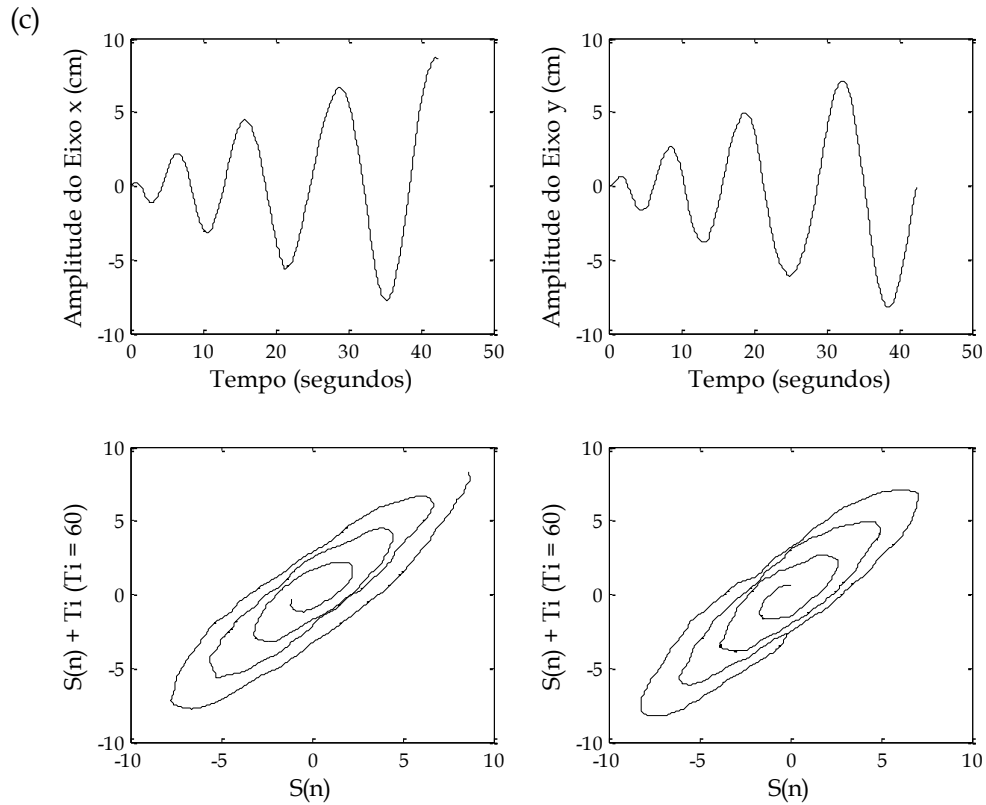 (c)
Amplitude do Eixo x (cm)
10
5
0
-5
-10
0 10 20 30 40 50
Tempo (segundos)
Amplitude do Eixo y (cm)
10
5
0
-5
-10
0 10 20 30 40 50
Tempo (segundos)
S(n) + Ti (Ti = 60)
10
5
0
-5
-10
-10 -5 0 5 10
S(n)
S(n) + Ti (Ti = 60)
10
5
0
-5
-10
-10 -5 0 5 10
S(n)